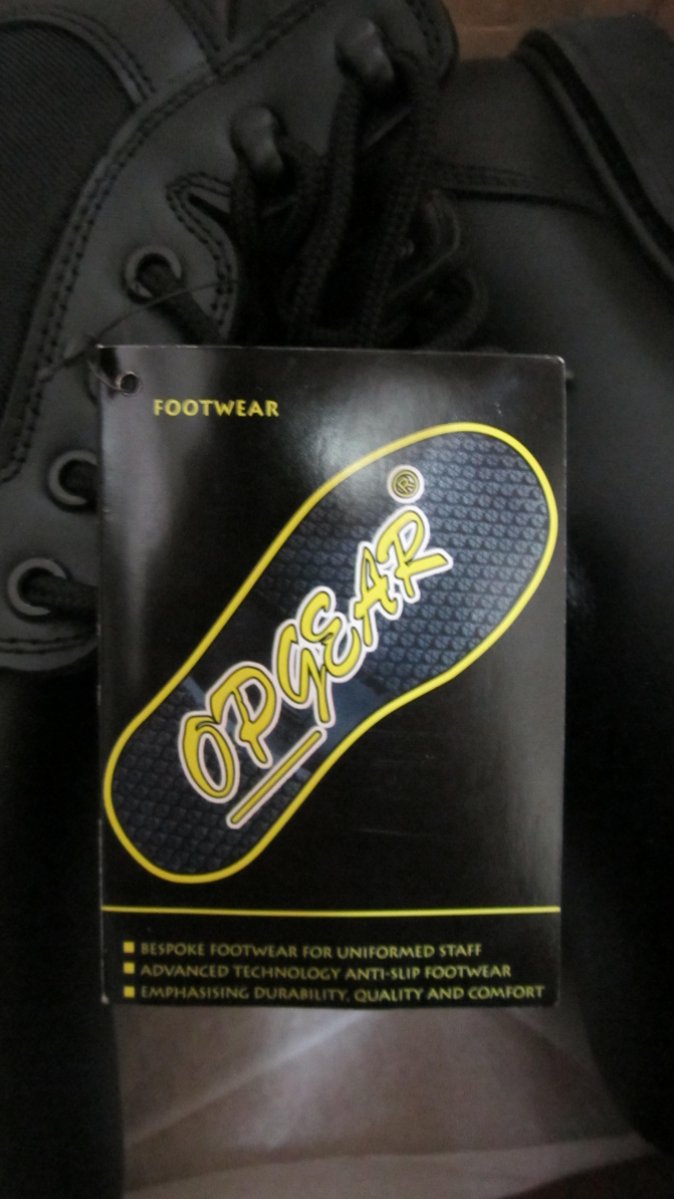 FOOTWEAR
®
OPGEAR
BESPOKE FOOTWEAR FOR UNIFORMED STAFF
ADVANCED TECHNOLOGY ANTI-SLIP FOOTWEAR
EMPHASISING DURABILITY, QUALITY AND COMFORT